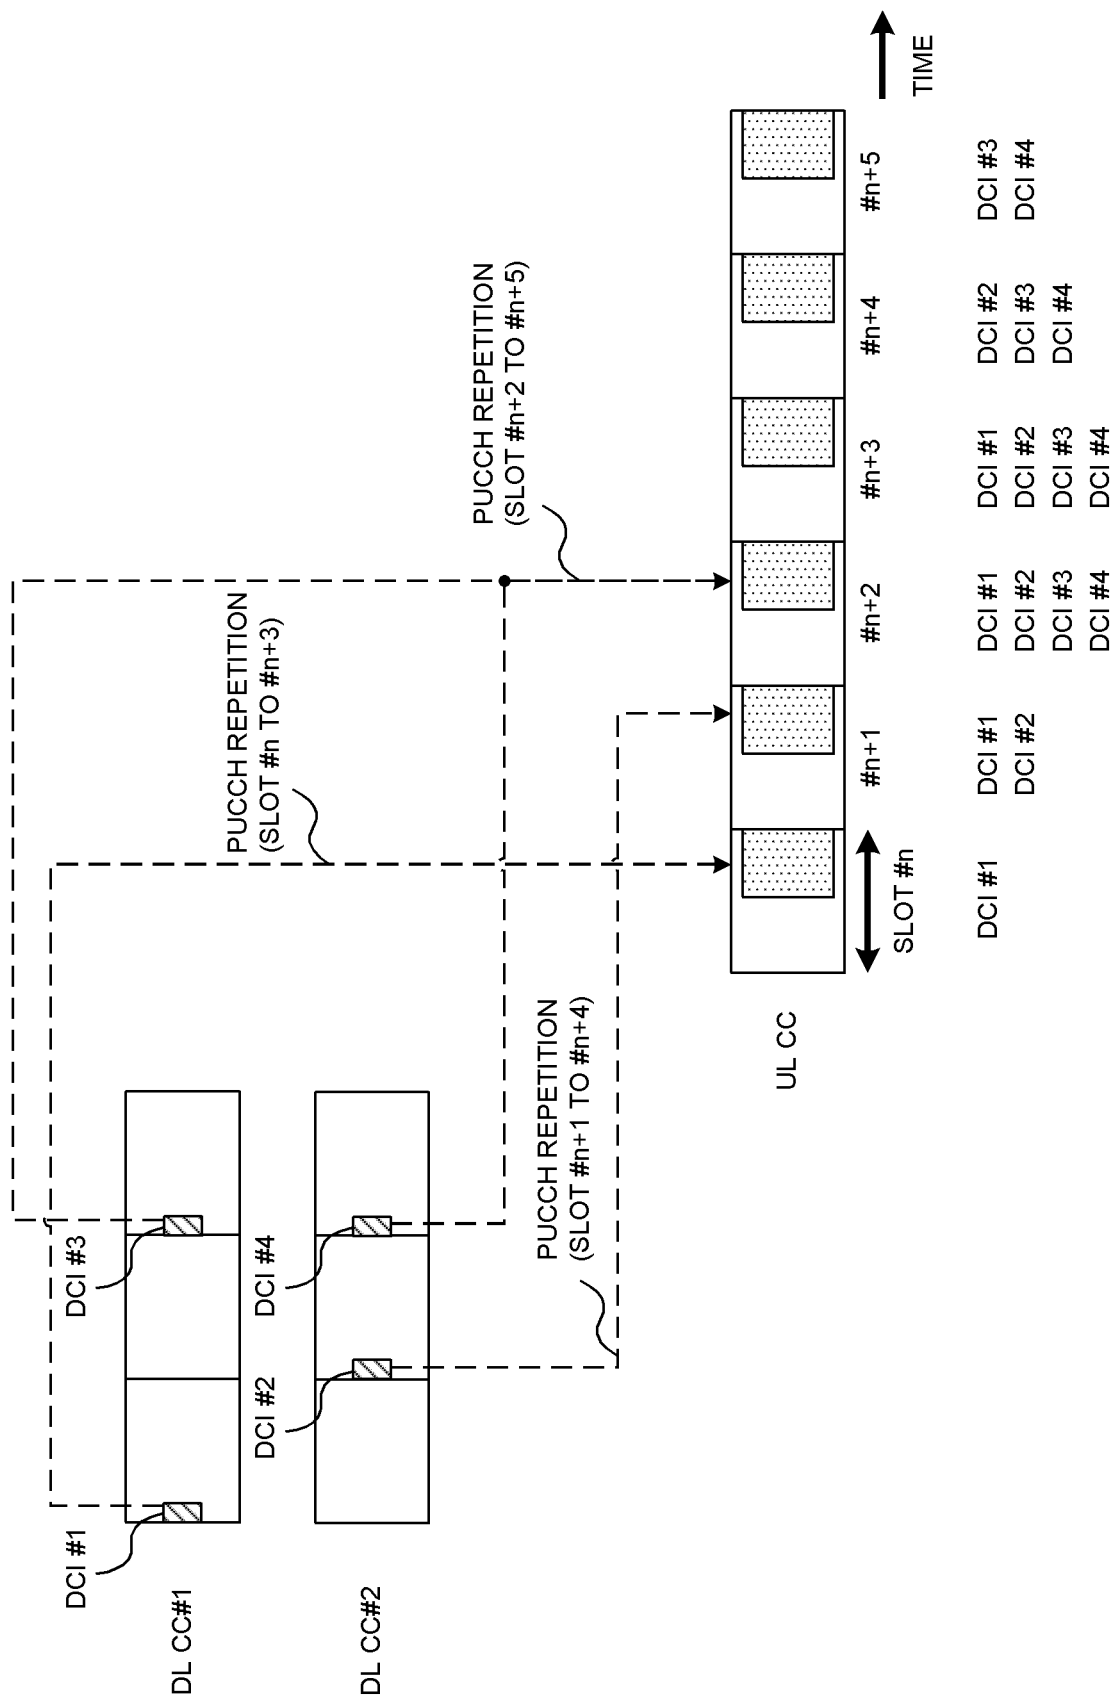 DCI #1
DCI #3
DL CC#1
DCI #2
DCI #4
DL CC#2
PUCCH REPETITION
(SLOT #n TO #n+3)
PUCCH REPETITION
(SLOT #n+2 TO #n+5)
PUCCH REPETITION
(SLOT #n+1 TO #n+4)
UL CC
SLOT #n
#n+1
#n+2
#n+3
#n+4
#n+5
TIME
DCI #1
DCI #1
DCI #2
DCI #1
DCI #2
DCI #3
DCI #4
DCI #1
DCI #2
DCI #3
DCI #4
DCI #2
DCI #3
DCI #4
DCI #3
DCI #4